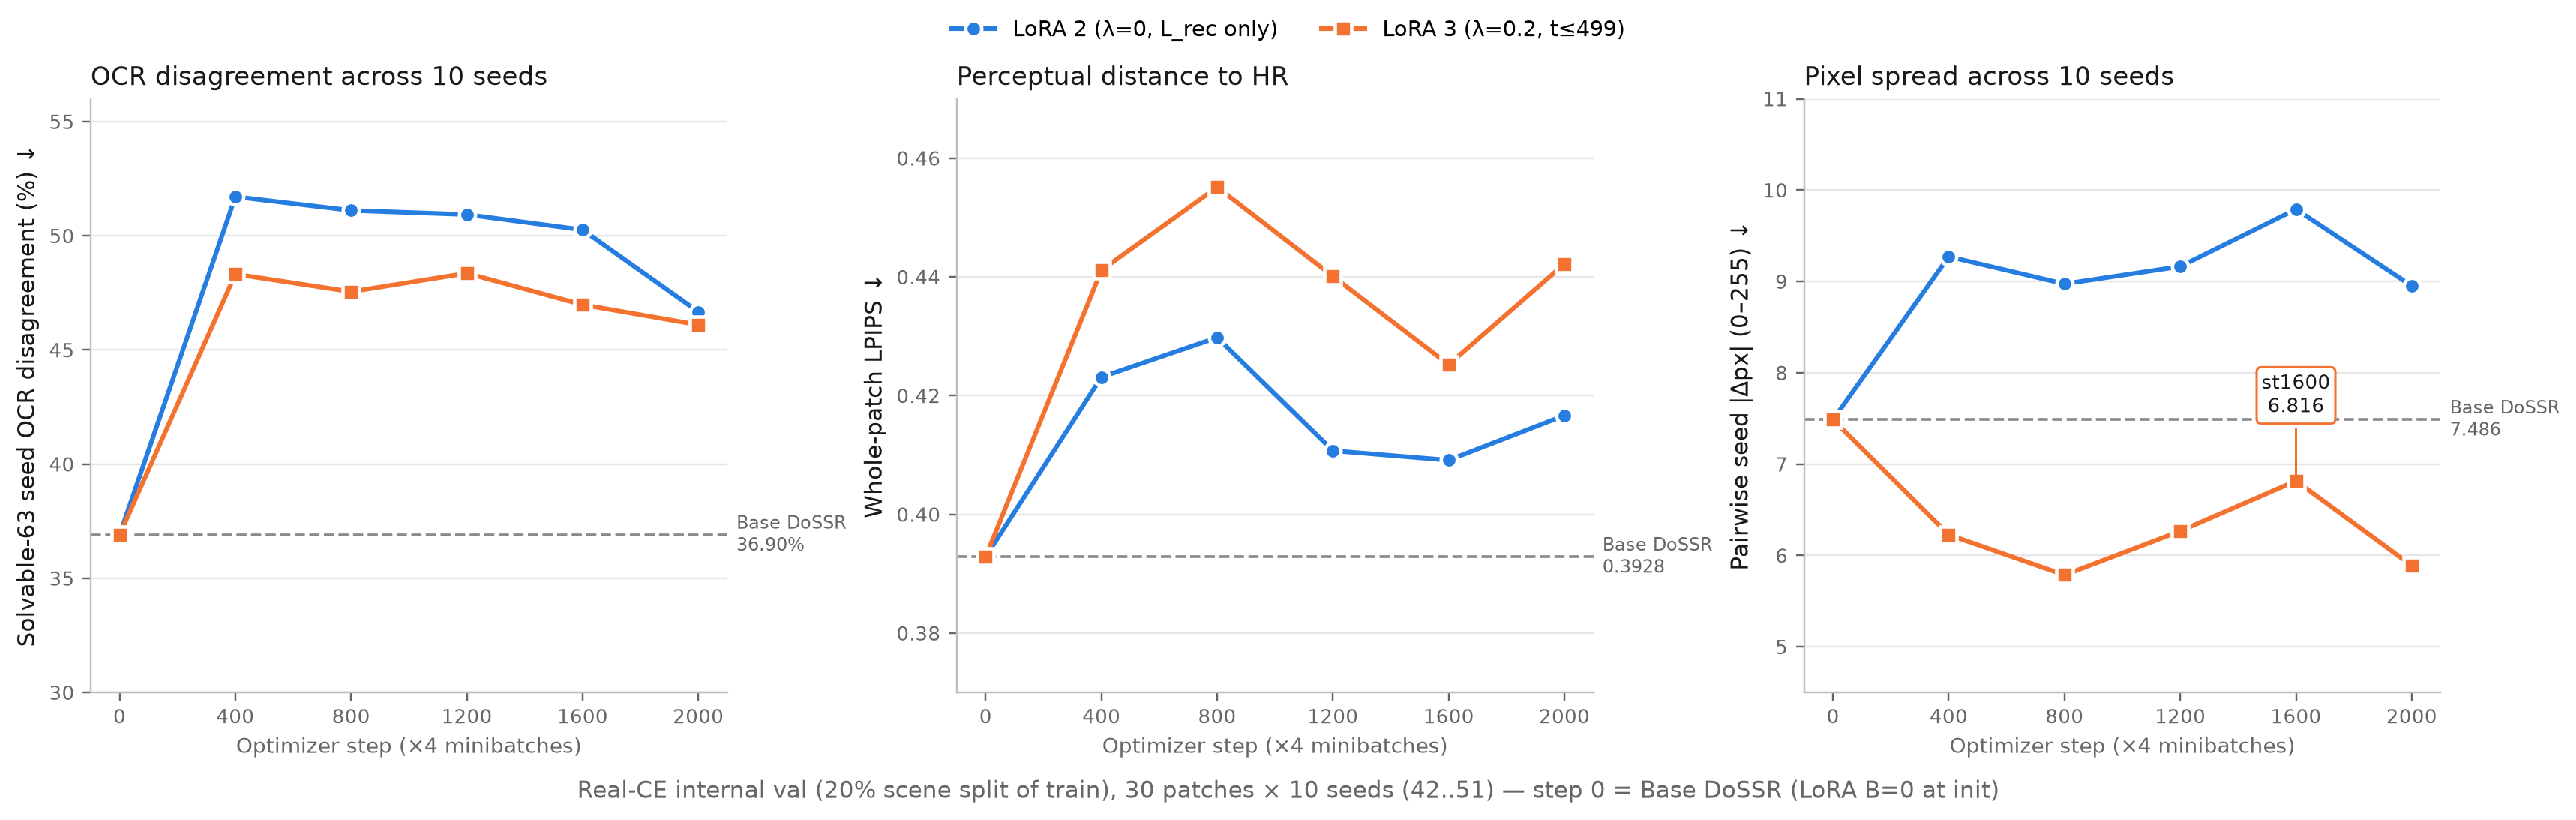 LoRA 2 (λ=0, L_rec only)
LoRA 3 (λ=0.2, t≤499)
OCR disagreement across 10 seeds
Solvable-63 seed OCR disagreement (%) ↓
55
50
45
40
35
30
Base DoSSR
36.90%
0
400
800
1200
1600
2000
Optimizer step (×4 minibatches)
Perceptual distance to HR
Whole-patch LPIPS ↓
0.46
0.44
0.42
0.40
0.38
Base DoSSR
0.3928
0
400
800
1200
1600
2000
Optimizer step (×4 minibatches)
Pixel spread across 10 seeds
Pairwise seed |Δpx| (0–255) ↓
11
10
9
8
7
6
5
st1600
6.816
Base DoSSR
7.486
0
400
800
1200
1600
2000
Optimizer step (×4 minibatches)
Real-CE internal val (20% scene split of train), 30 patches × 10 seeds (42..51) — step 0 = Base DoSSR (LoRA B=0 at init)